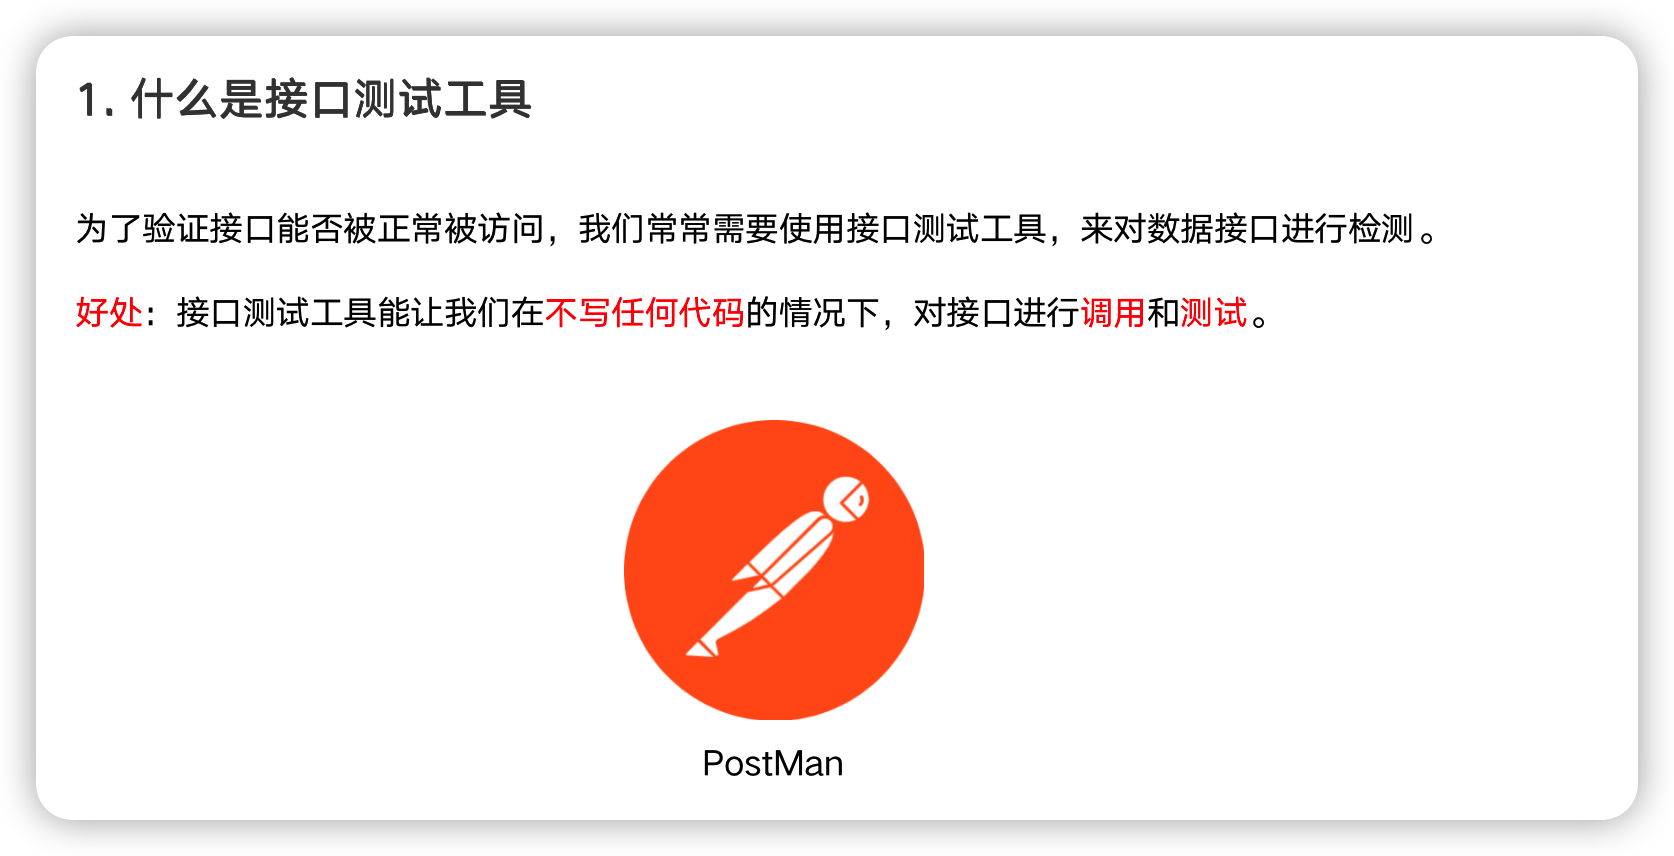 1. 什么是接口测试工具
为了验证接口能否被正常被访问，我们常常需要使用接口测试工具，来对数据接口进行检测。
好处：接口测试工具能让我们在不写任何代码的情况下，对接口进行调用和测试。
PostMan